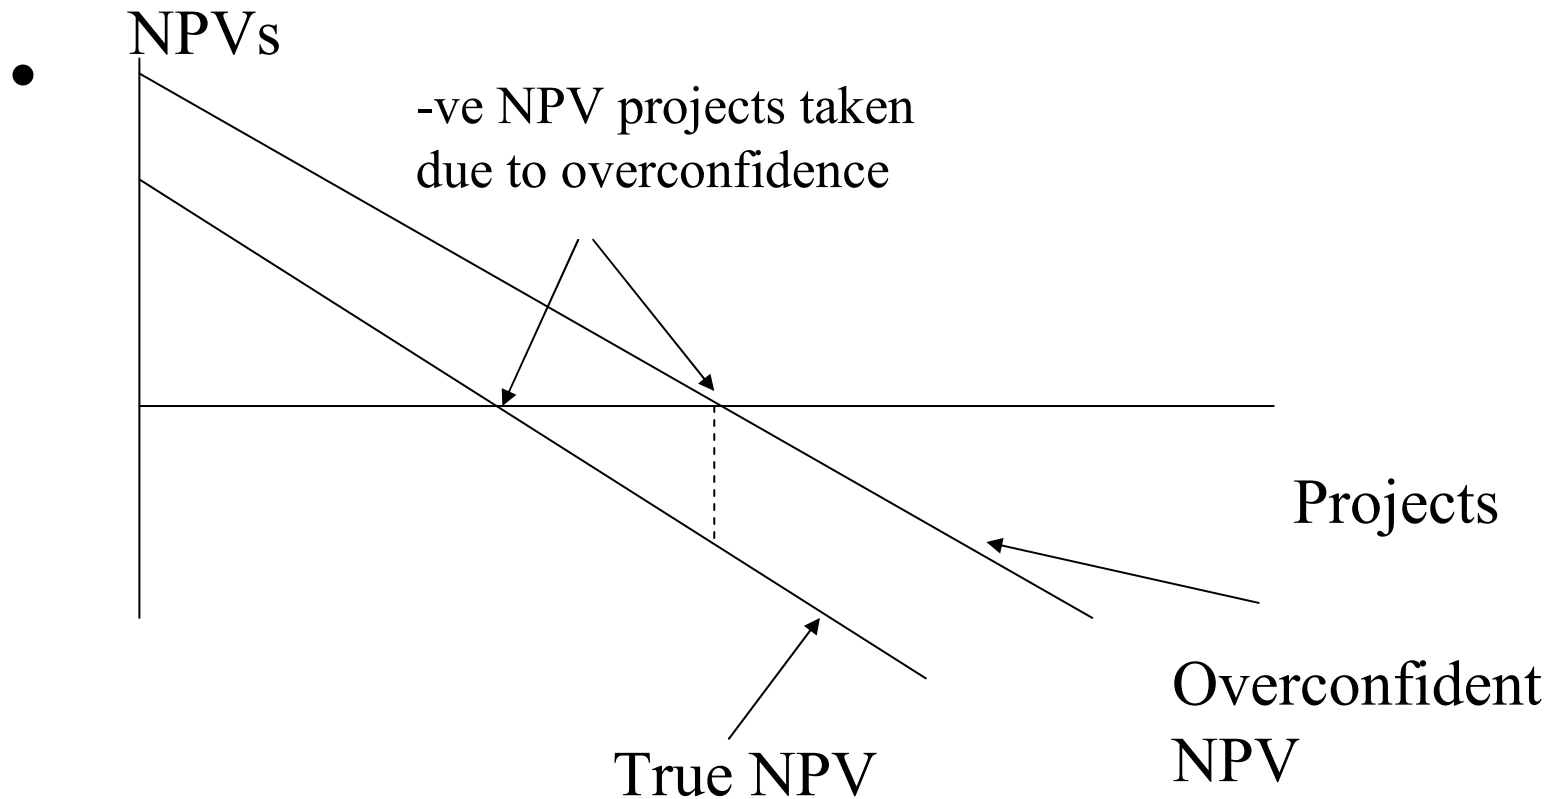 NPVs
•
-ve NPV projects taken
due to overconfidence
Projects
Overconfident
NPV
True NPV